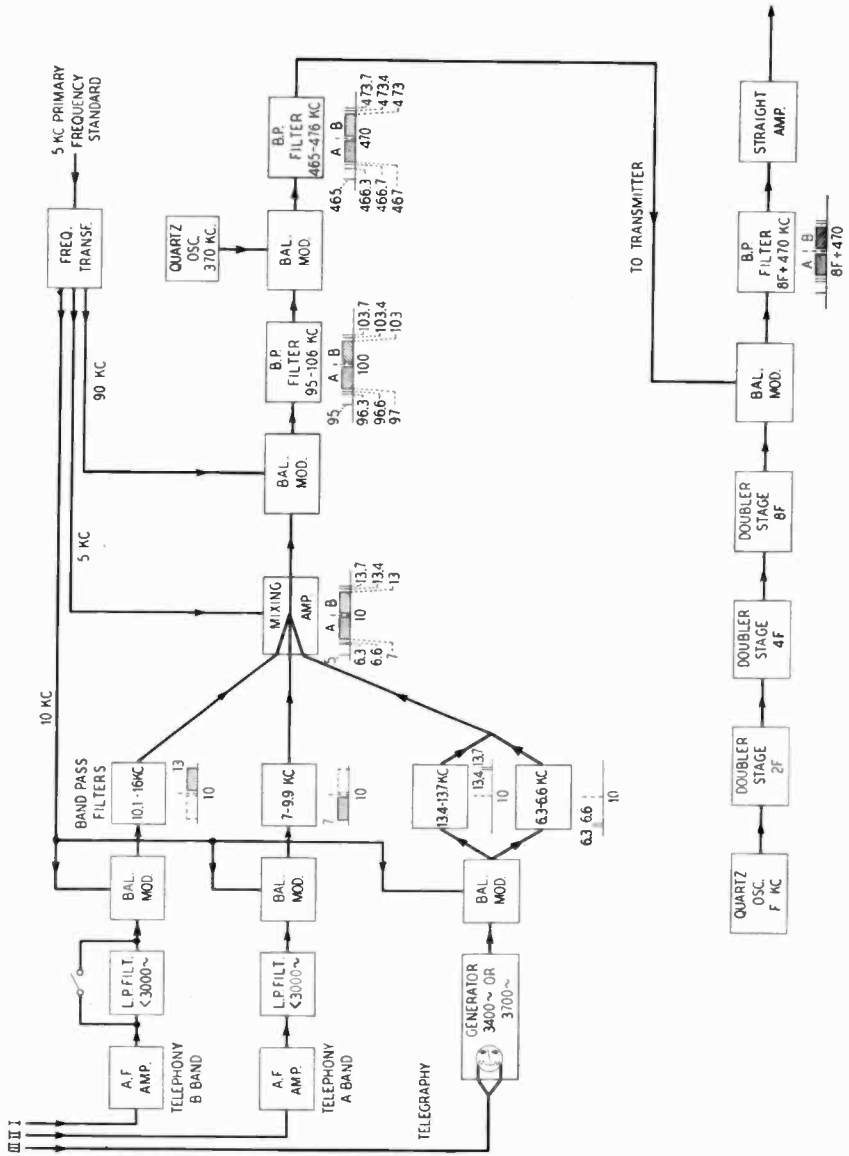 III II I
A.F.
AMP.
TELEPHONY
B BAND
L.P.FILT.
<3000~
BAL.
MOD.
BAND PASS
FILTERS
10.1-16KC
13
10
10 KC
5 KC
90 KC
FREQ.
TRANSF.
5 KC PRIMARY
FREQUENCY
STANDARD
A.F
AMP.
TELEPHONY
A BAND
L.P.FILT.
<3000~
BAL.
MOD.
7-9.9 KC
7
10
MIXING
AMP.
A B
5
6.3
6.6
7
10
13.7
13.4
13
BAL.
MOD.
B.P.
FILTER
95-106 KC
A B
95
96.3
96.6
97
100
103.7
103.4
103
QUARTZ
OSC.
370 KC.
BAL.
MOD.
B.P.
FILTER
465-476 KC
A B
465
466.3
466.7
467
470
473.7
473.4
473
TELEGRAPHY
GENERATOR
3400~ OR
3700~
BAL.
MOD.
13.4-137KC
13.4 13.7
10
6.3-6.6 KC
6.3 6.6
10
TO TRANSMITTER
QUARTZ
OSC.
F KC
DOUBLER
STAGE
2F
DOUBLER
STAGE
4F
DOUBLER
STAGE
8F
BAL.
MOD.
B.P.
FILTER
8F+470 KC
A B
8F+470
STRAIGHT
AMP.